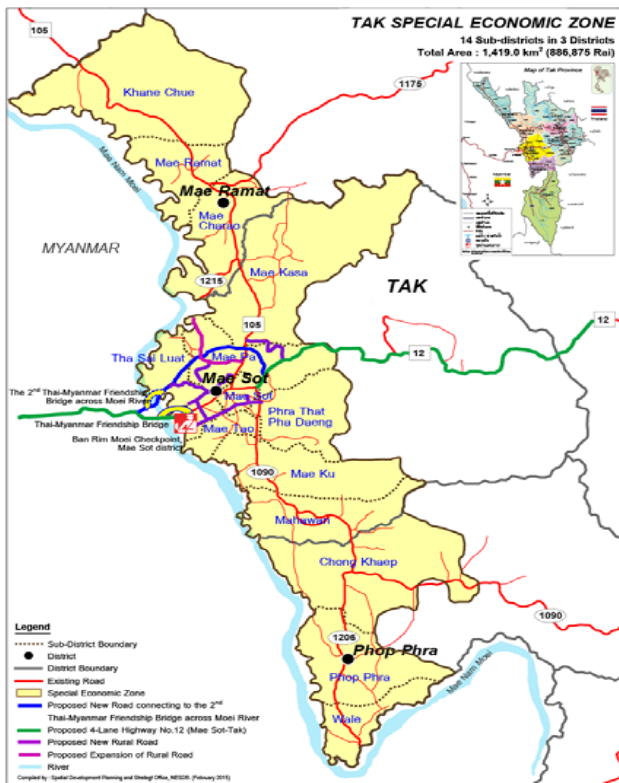 TAK SPECIAL ECONOMIC ZONE
14 Sub-districts in 3 Districts
Total Area : 1,419.0 km² (886,875 Rai)
Map of Tak Province
105
1175
Khane Chue
Mae Nam Moei
Mae Ramat
Mae Ramat
Mae
Charao
MYANMAR
1215
Mae Kasa
TAK
105
12
Tha Sai Luat
Mae Pa
12
Mae Sot
The 2nd Thai-Myanmar Friendship
Bridge across Moei River
Mae Sot
Phra That
Pha Daeng
Thai-Myanmar Friendship Bridge
Mae Tao
Ban Rim Moei Checkpoint,
Mae Sot district
1090
Mae Ku
Mahawan
Chong Khaep
1090
1206
Phop Phra
Phop Phra
Mae Nam Moei
Wale
Legend
Sub-District Boundary
District
District Boundary
Existing Road
Special Economic Zone
Proposed New Road connecting to the 2nd
Thai-Myanmar Friendship Bridge across Moei River
Proposed 4-Lane Highway No.12 (Mae Sot-Tak)
Proposed New Rural Road
Proposed Expansion of Rural Road
River
Compiled by : Spatial Development Planning and Strategy Office, NESDB. (February 2015)